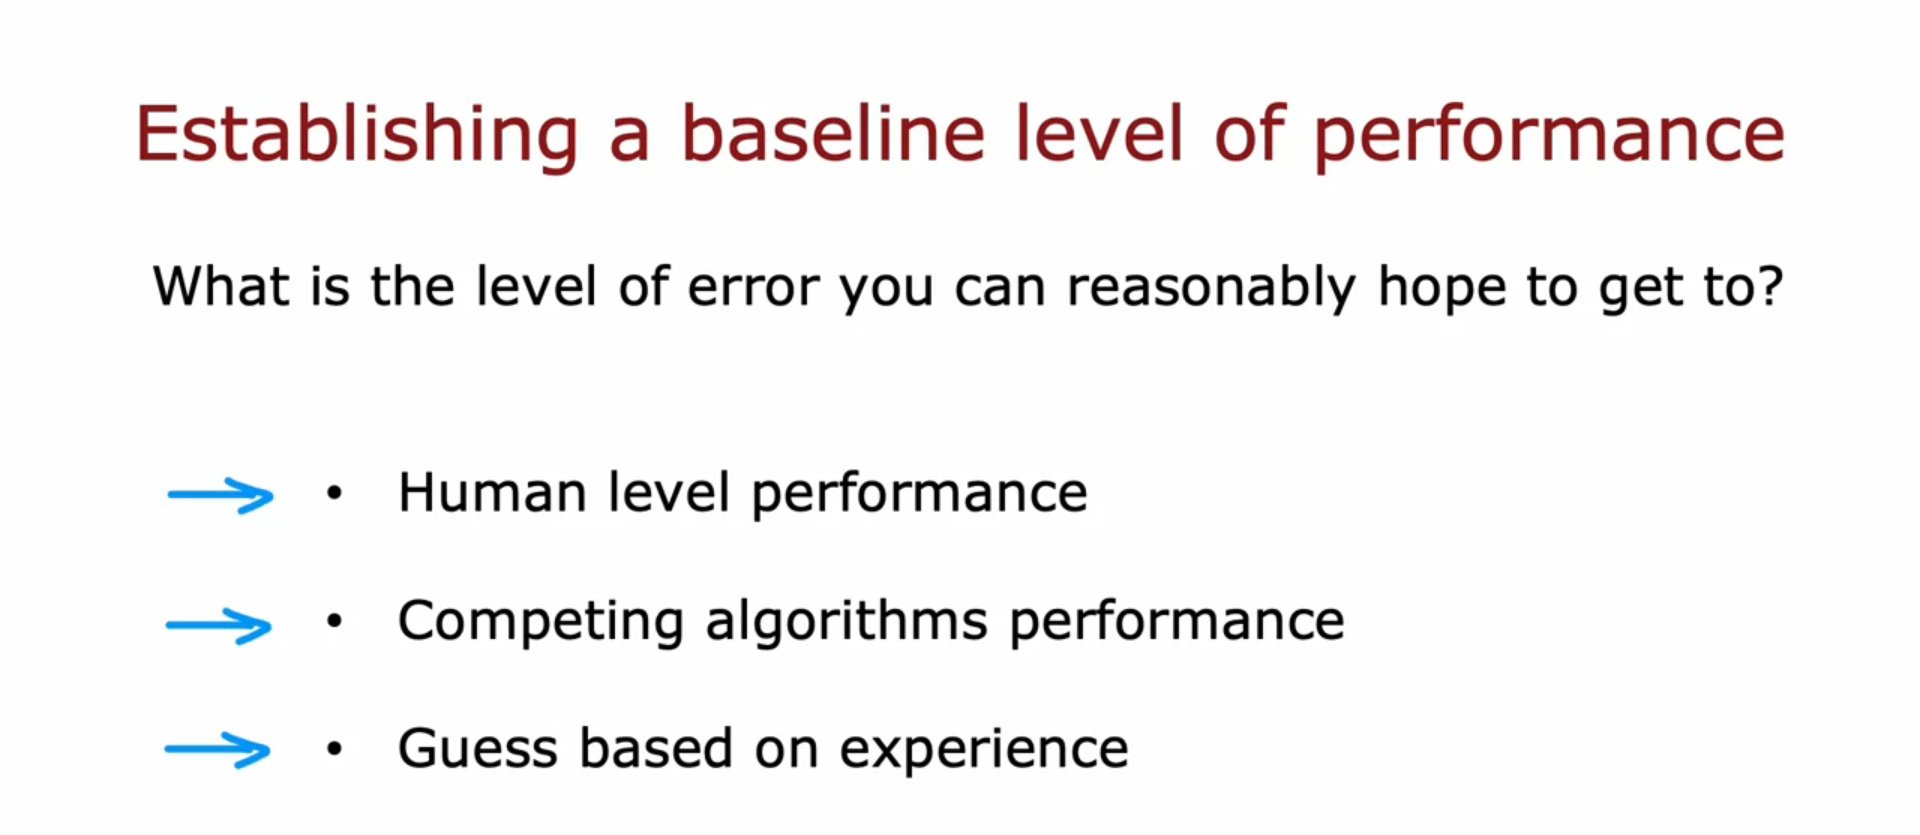 Establishing a baseline level of performance
What is the level of error you can reasonably hope to get to?
• Human level performance
• Competing algorithms performance
• Guess based on experience